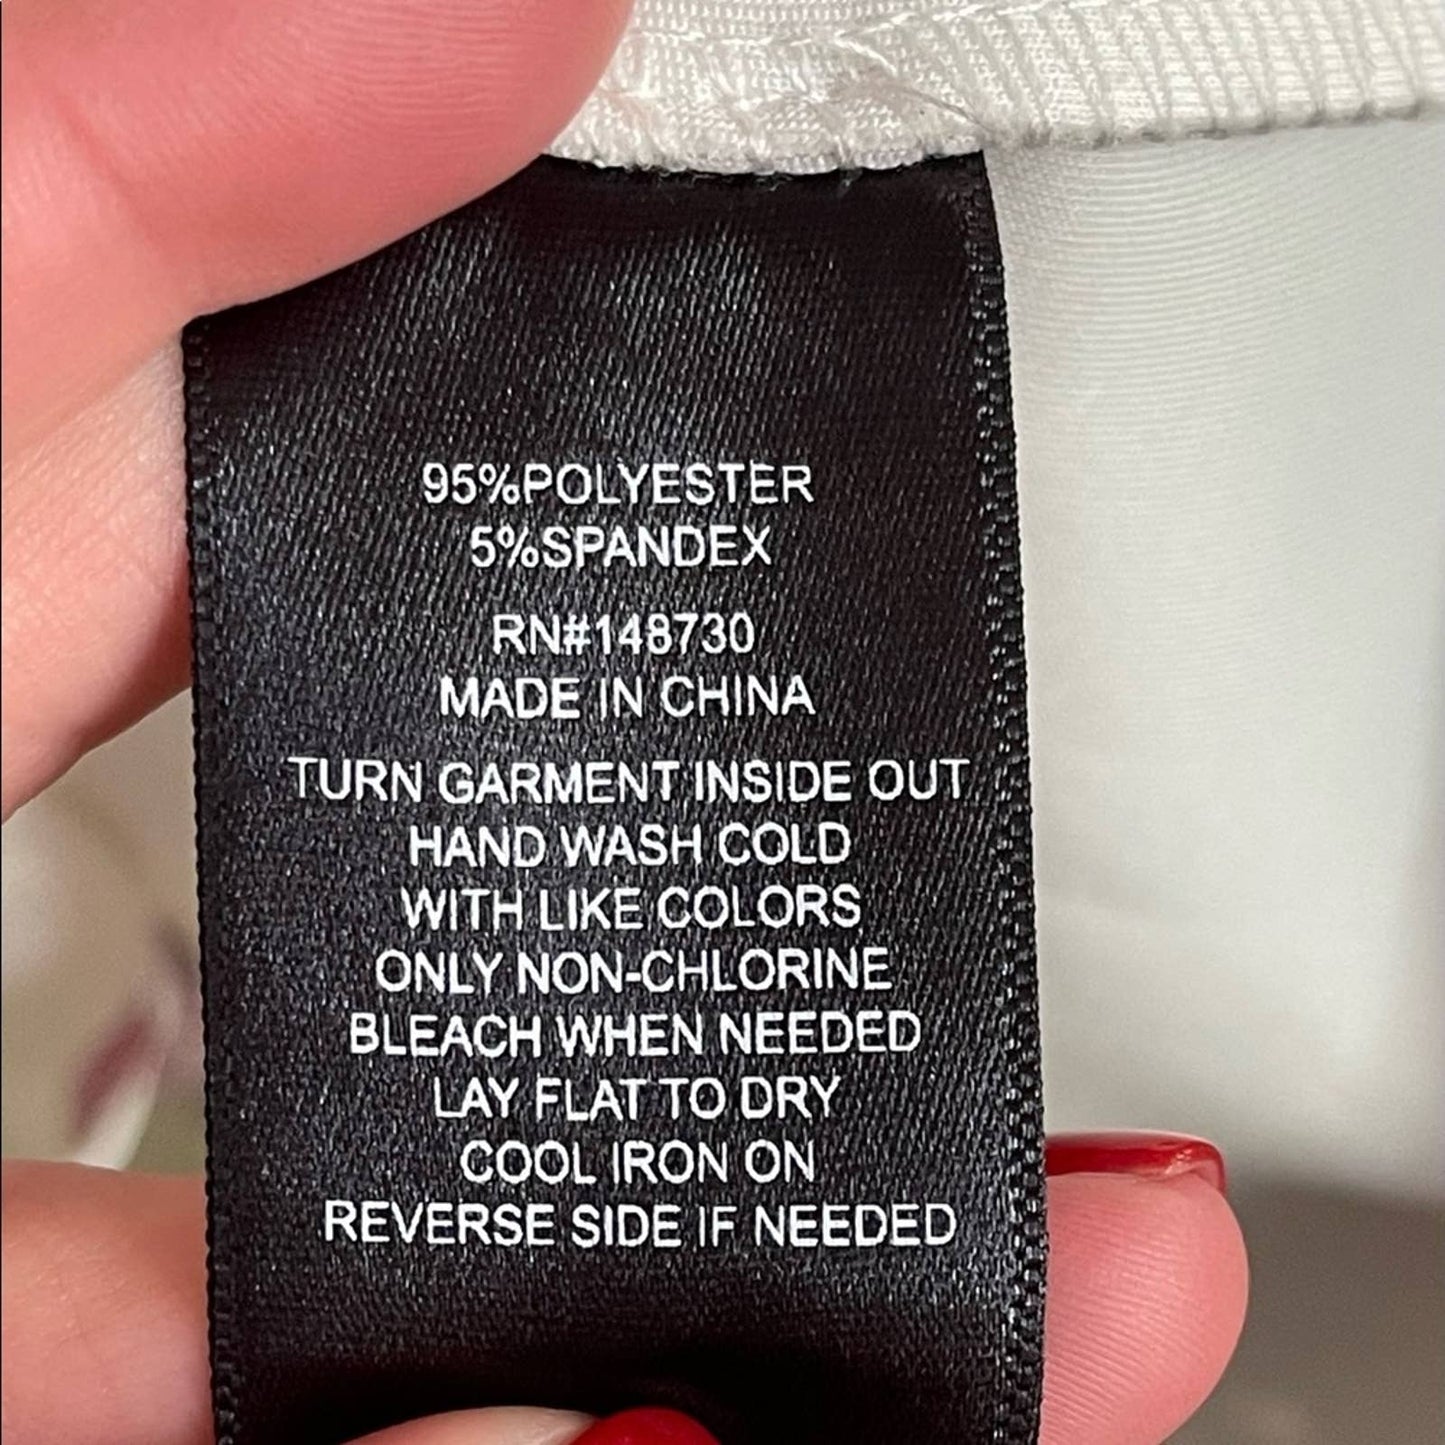 95%POLYESTER
5%SPANDEX
RN#148730
MADE IN CHINA
TURN GARMENT INSIDE OUT
HAND WASH COLD
WITH LIKE COLORS
ONLY NON-CHLORINE
BLEACH WHEN NEEDED
LAY FLAT TO DRY
COOL IRON ON
REVERSE SIDE IF NEEDED